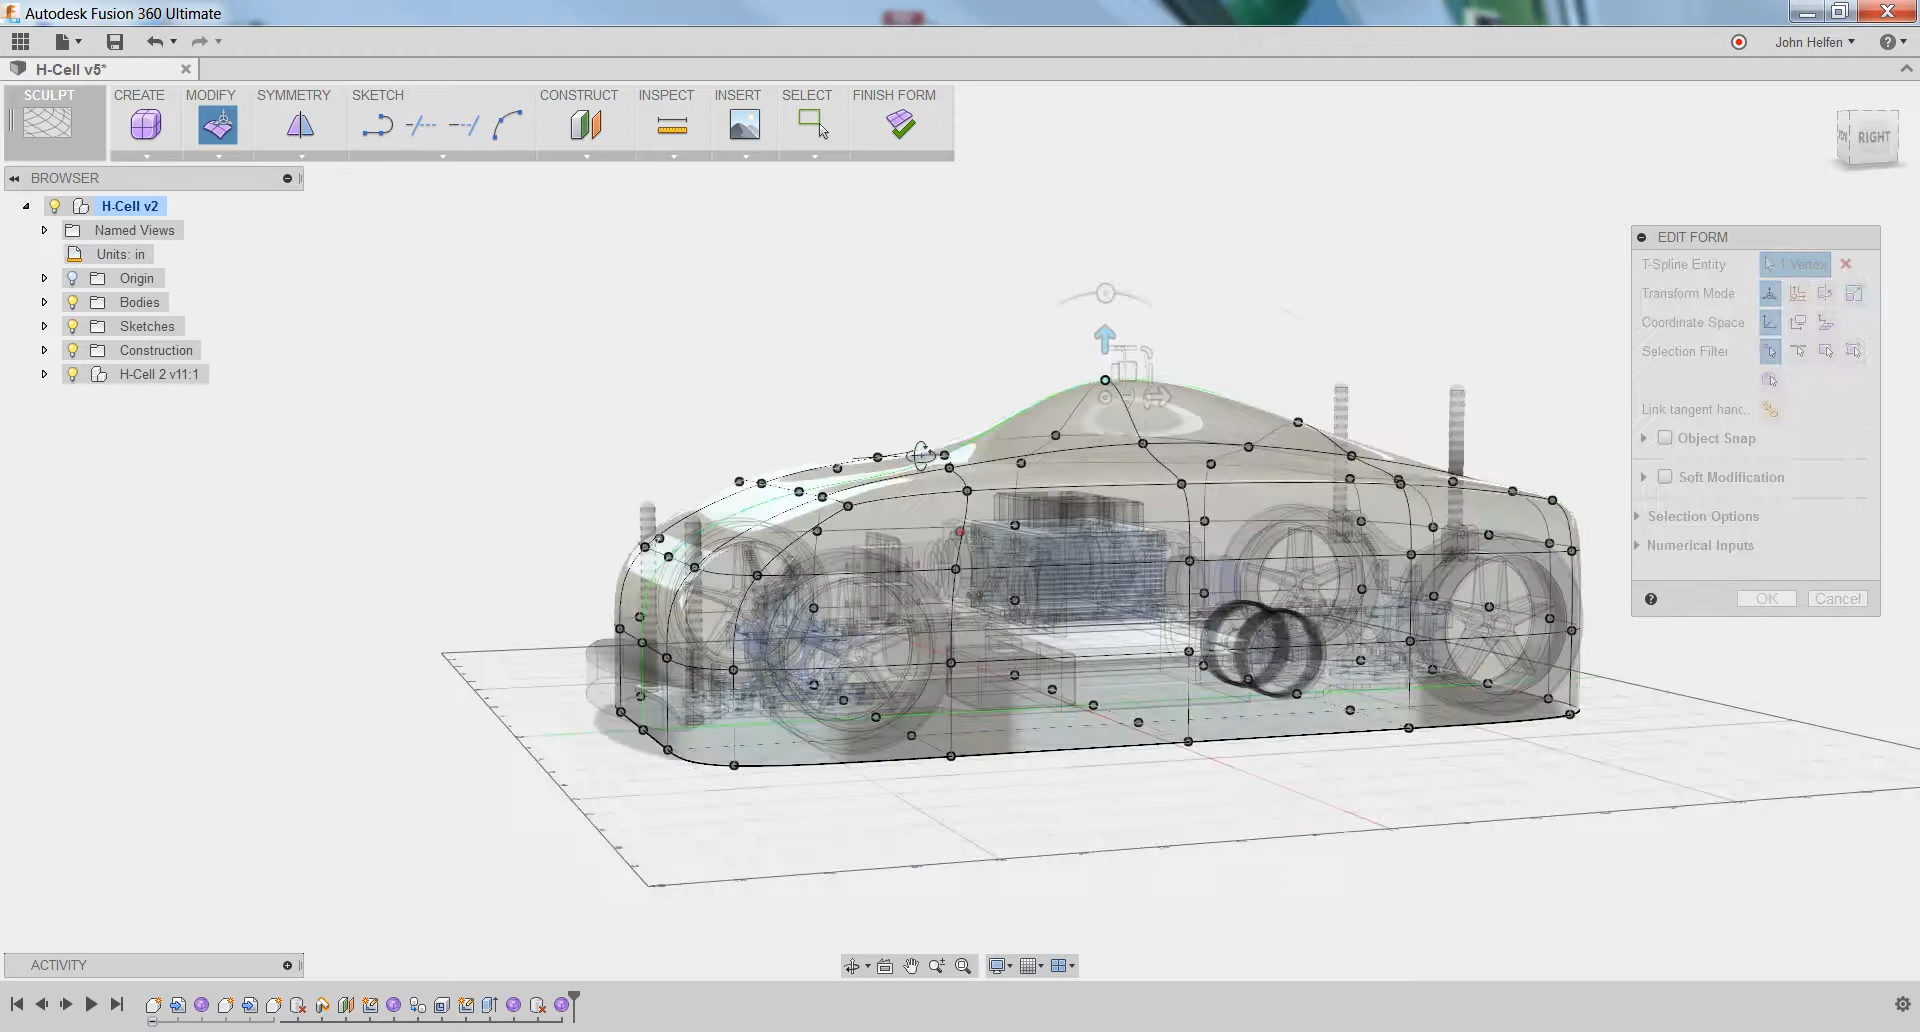 Autodesk Fusion 360 Ultimate
John Helfen
H-Cell v5*
SCULPT CREATE MODIFY SYMMETRY SKETCH CONSTRUCT INSPECT INSERT SELECT FINISH FORM
RIGHT
BROWSER
H-Cell v2
Named Views
Units: in
Origin
Bodies
Sketches
Construction
H-Cell 2 v11:1
EDIT FORM
T-Spline Entity 1 Vertex
Transform Mode
Coordinate Space
Selection Filter
Link tangent hanc..
Object Snap
Soft Modification
Selection Options
Numerical Inputs
OK Cancel
ACTIVITY